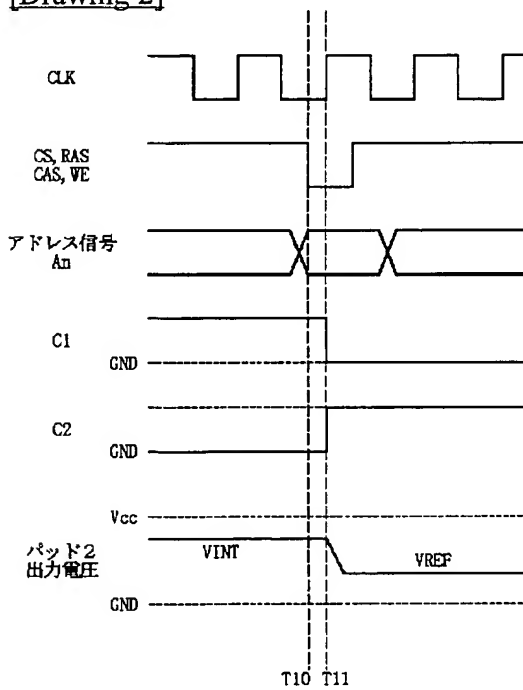 [Drawing 2]
CLK
CS, RAS
CAS, WE
アドレス信号
An
C1
GND
C2
GND
Vcc
パッド2
出力電圧
VINT
VREF
GND
T10 T11